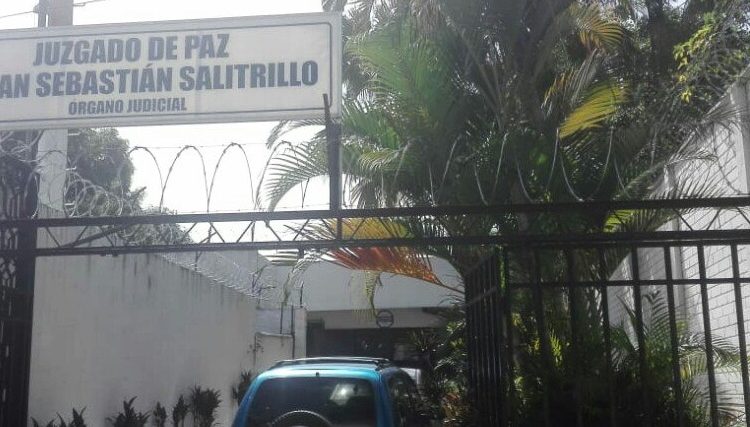 JUZGADO DE PAZ
AN SEBASTIÁN SALITRILLO
ORGANO JUDICIAL